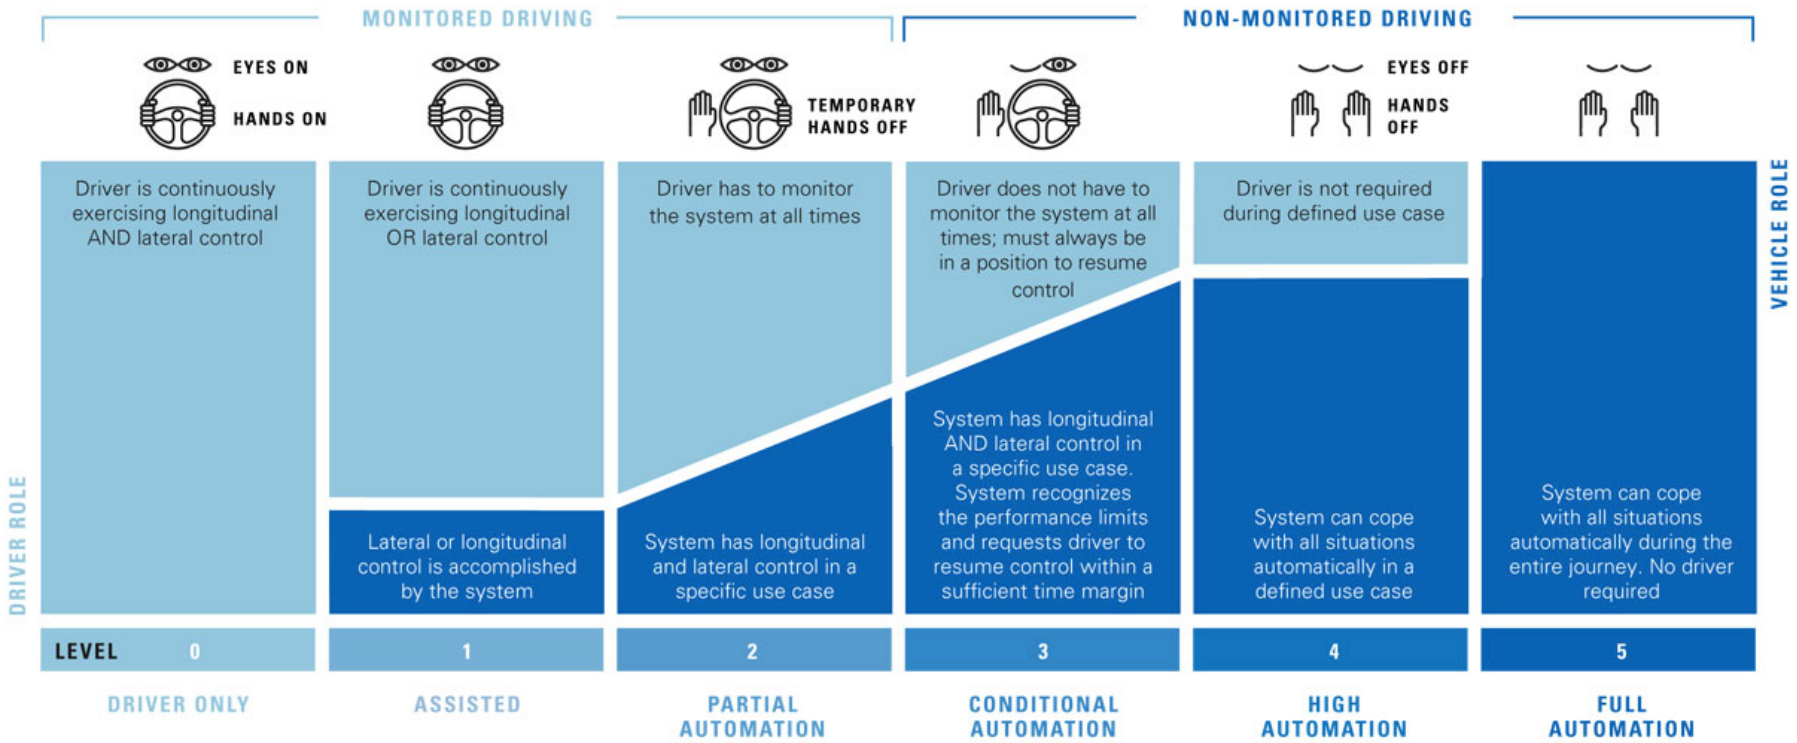 MONITORED DRIVING
NON-MONITORED DRIVING
EYES ON
HANDS ON
TEMPORARY
HANDS OFF
EYES OFF
HANDS
OFF
Driver is continuously
exercising longitudinal
AND lateral control
Driver is continuously
exercising longitudinal
OR lateral control
Driver has to monitor
the system at all times
Driver does not have to
monitor the system at all
times; must always be
in a position to resume
control
Driver is not required
during defined use case
VEHICLE ROLE
DRIVER ROLE
Lateral or longitudinal
control is accomplished
by the system
System has longitudinal
and lateral control in a
specific use case
System has longitudinal
AND lateral control in
a specific use case.
System recognizes
the performance limits
and requests driver to
resume control within a
sufficient time margin
System can cope
with all situations
automatically in a
defined use case
System can cope
with all situations
automatically during the
entire journey. No driver
required
LEVEL 0 1 2 3 4 5
DRIVER ONLY
ASSISTED
PARTIAL
AUTOMATION
CONDITIONAL
AUTOMATION
HIGH
AUTOMATION
FULL
AUTOMATION